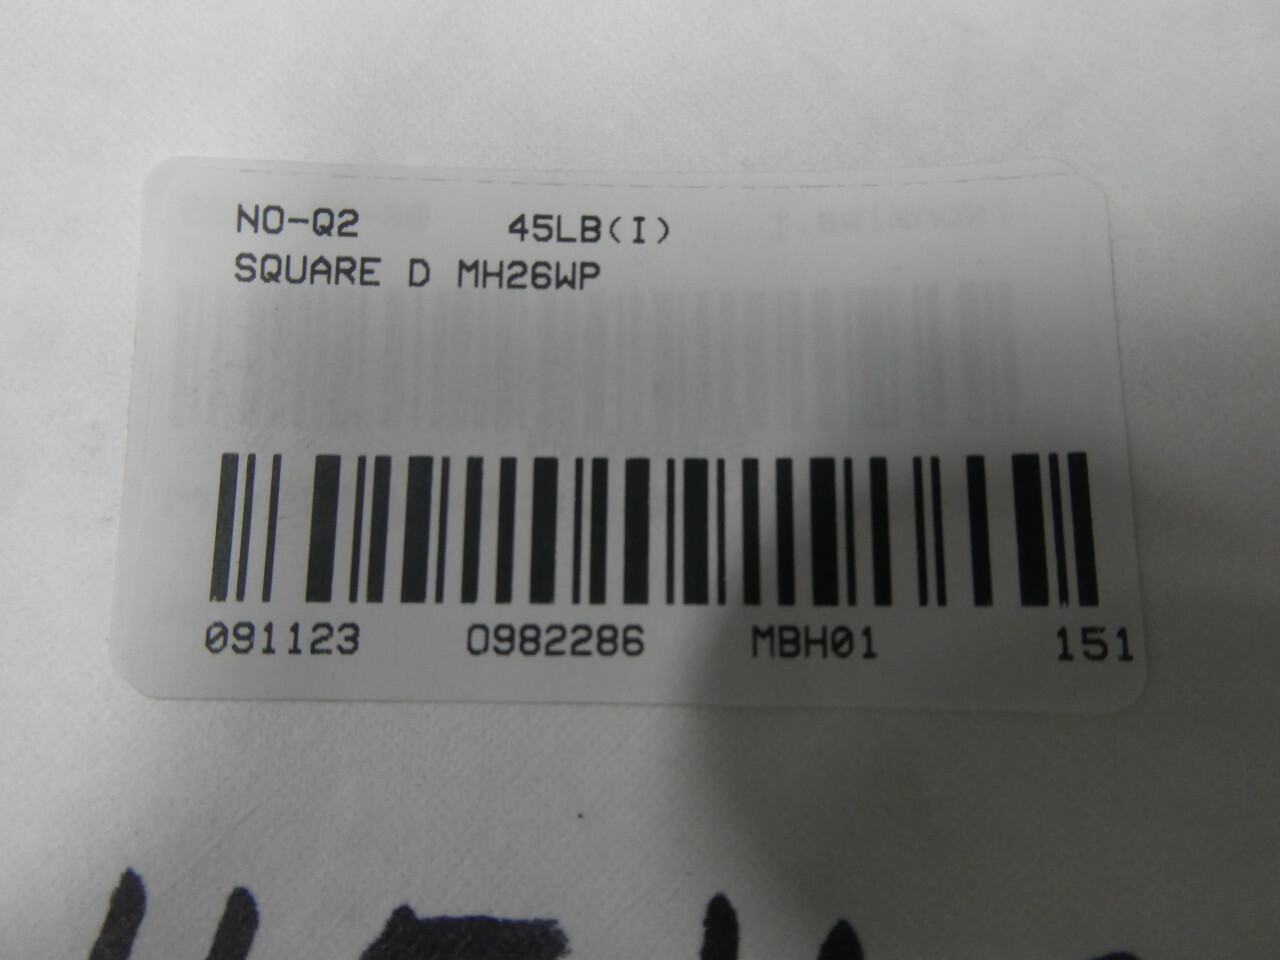 NO-Q2 45LB(I)
SQUARE D MH26WP
091123 0982286 MBH01 151